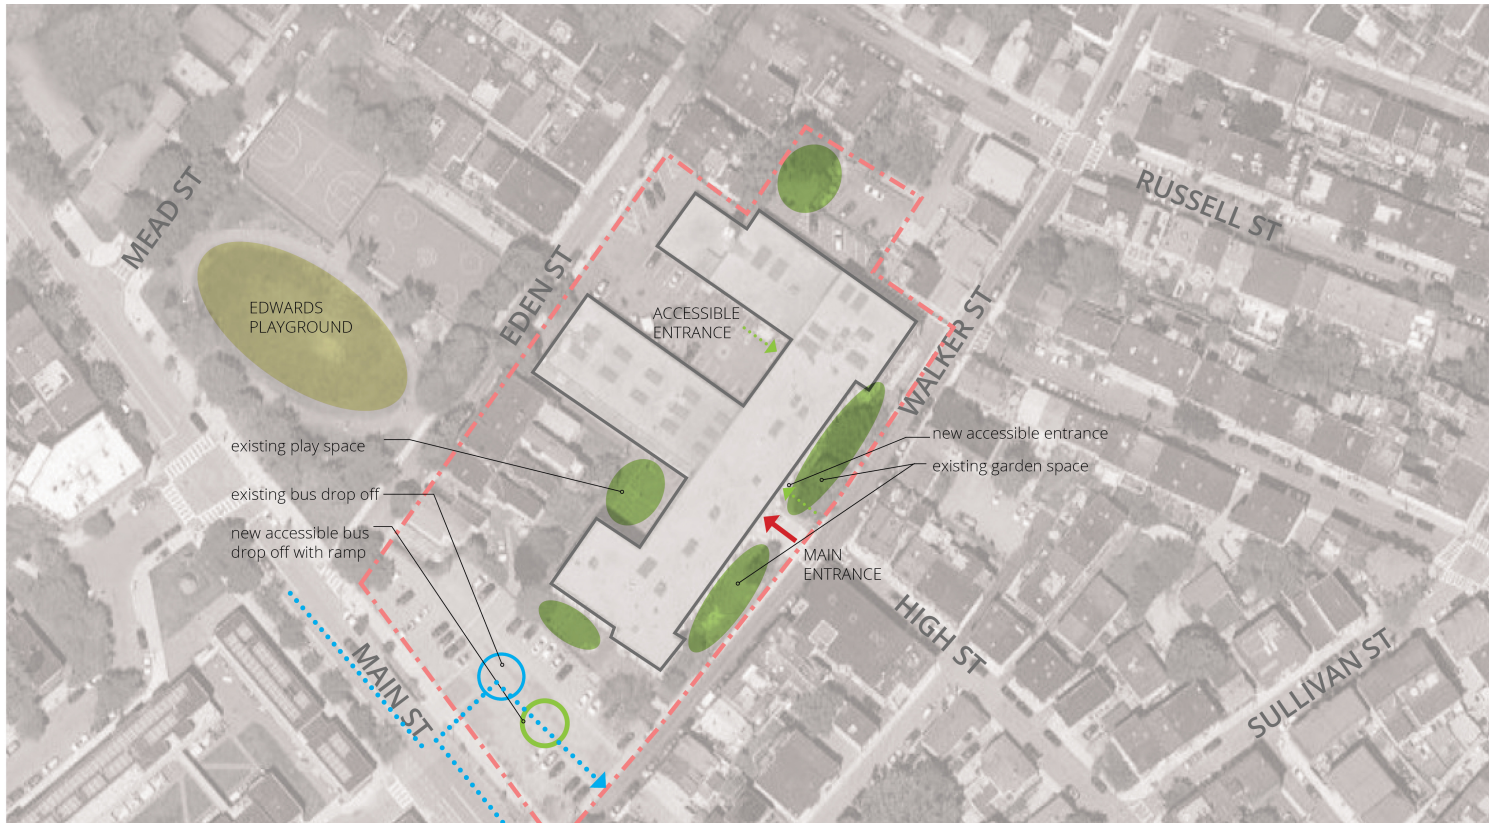 MEAD ST
RUSSELL ST
EDEN ST
EDWARDS
PLAYGROUND
ACCESSIBLE
ENTRANCE
WALKER ST
existing play space
new accessible entrance
existing garden space
existing bus drop off
new accessible bus
drop off with ramp
MAIN
ENTRANCE
HIGH ST
MAIN ST
SULLIVAN ST